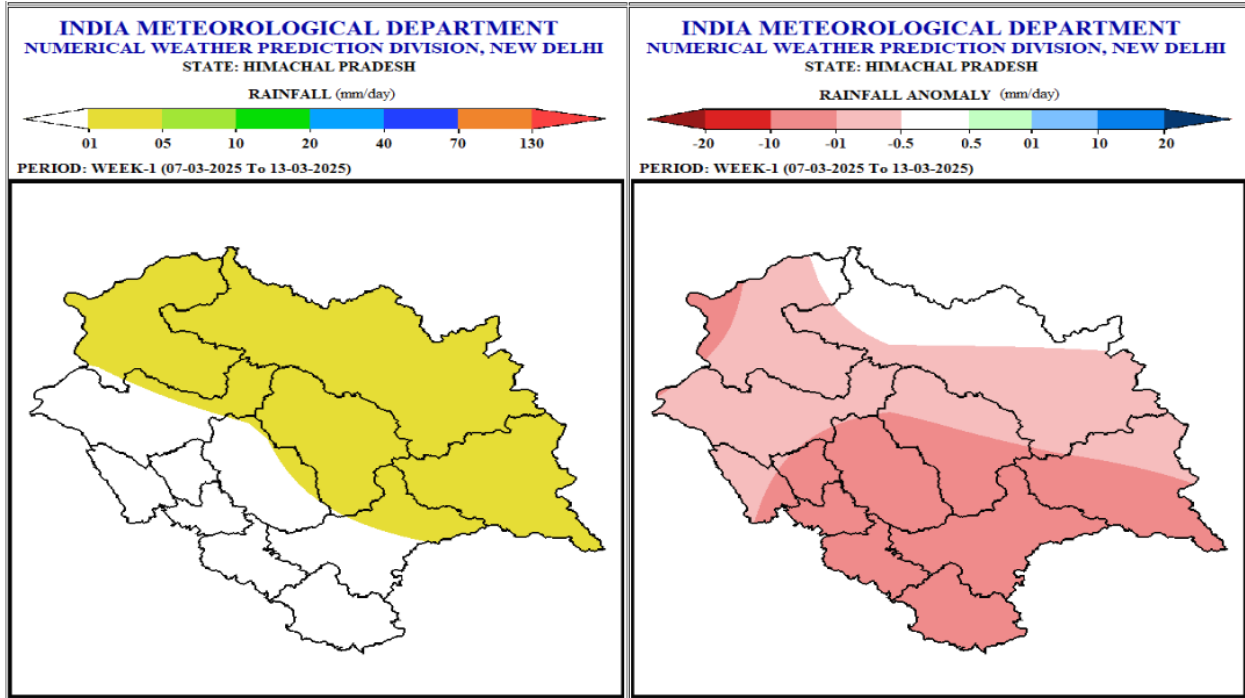 INDIA METEOROLOGICAL DEPARTMENT
NUMERICAL WEATHER PREDICTION DIVISION, NEW DELHI
STATE: HIMACHAL PRADESH
RAINFALL (mm/day)
01 05 10 20 40 70 130
PERIOD: WEEK-1 (07-03-2025 To 13-03-2025)
INDIA METEOROLOGICAL DEPARTMENT
NUMERICAL WEATHER PREDICTION DIVISION, NEW DELHI
STATE: HIMACHAL PRADESH
RAINFALL ANOMALY (mm/day)
-20 -10 -01 -0.5 0.5 01 10 20
PERIOD: WEEK-1 (07-03-2025 To 13-03-2025)